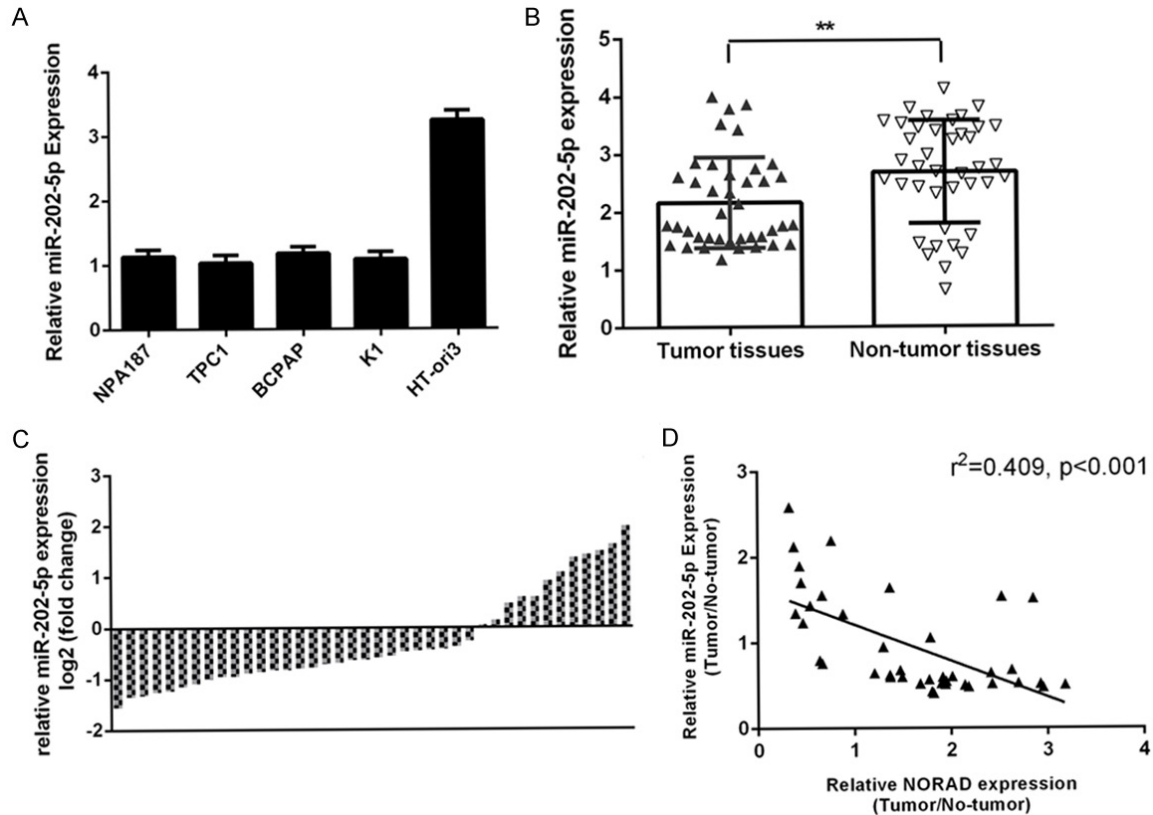 A
Relative miR-202-5p Expression
4
3
2
1
0
NPA187
TPC1
BCPAP
K1
HT-ori3
B
Relative miR-202-5p expression
5
4
3
2
1
0
**
Tumor tissues
Non-tumor tissues
C
relative miR-202-5p expression
log2 (fold change)
3
2
1
0
-1
-2
D
r²=0.409, p<0.001
Relative miR-202-5p Expression
(Tumor/No-tumor)
3
2
1
0
0
1
2
3
4
Relative NORAD expression
(Tumor/No-tumor)